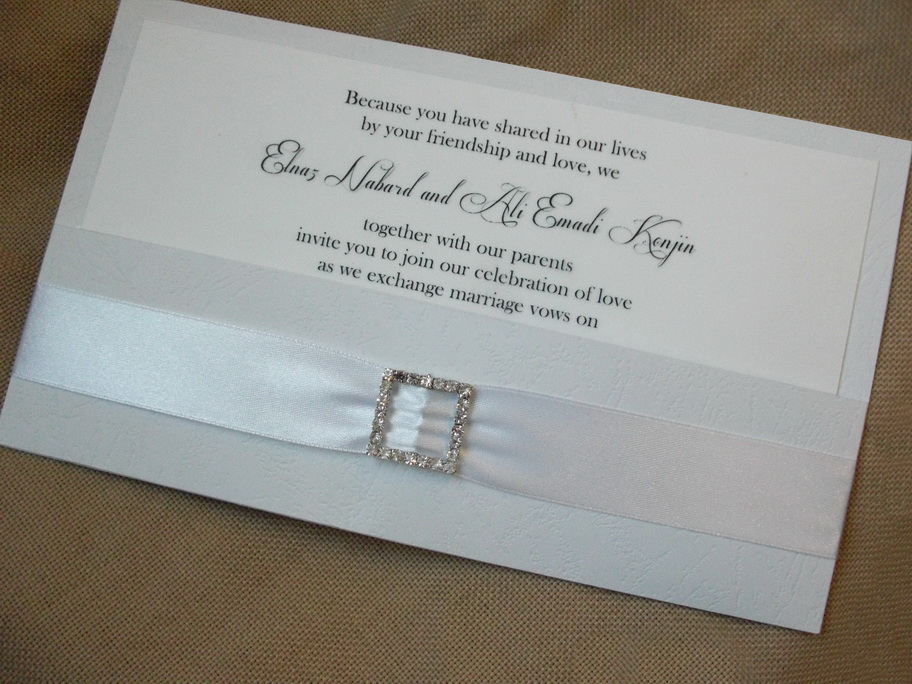 Because you have shared in our lives
by your friendship and love, we
Elnaz Nabard and Ali Emadi Konjin
together with our parents
invite you to join our celebration of love
as we exchange marriage vows on